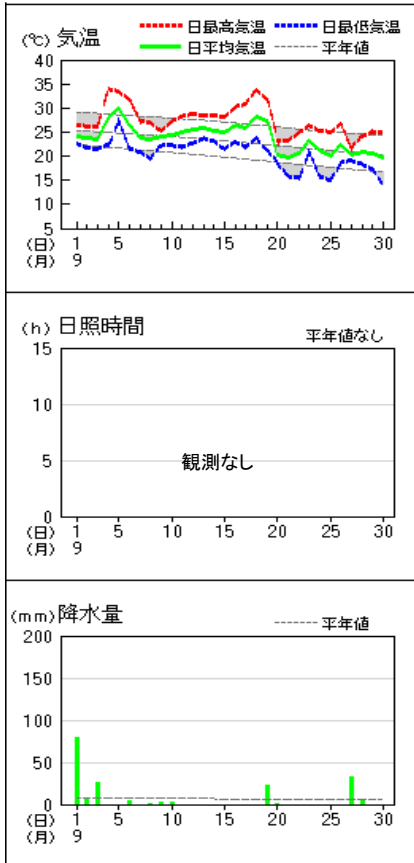 (℃) 気温
日最高気温 日最低気温
日平均気温 平年値
40
35
30
25
20
15
10
5
(日) 1 5 10 15 20 25 30
(月) 9
(h) 日照時間
平年値なし
15
10
5
観測なし
0
(日) 1 5 10 15 20 25 30
(月) 9
(mm) 降水量
平年値
200
150
100
50
0
(日) 1 5 10 15 20 25 30
(月) 9